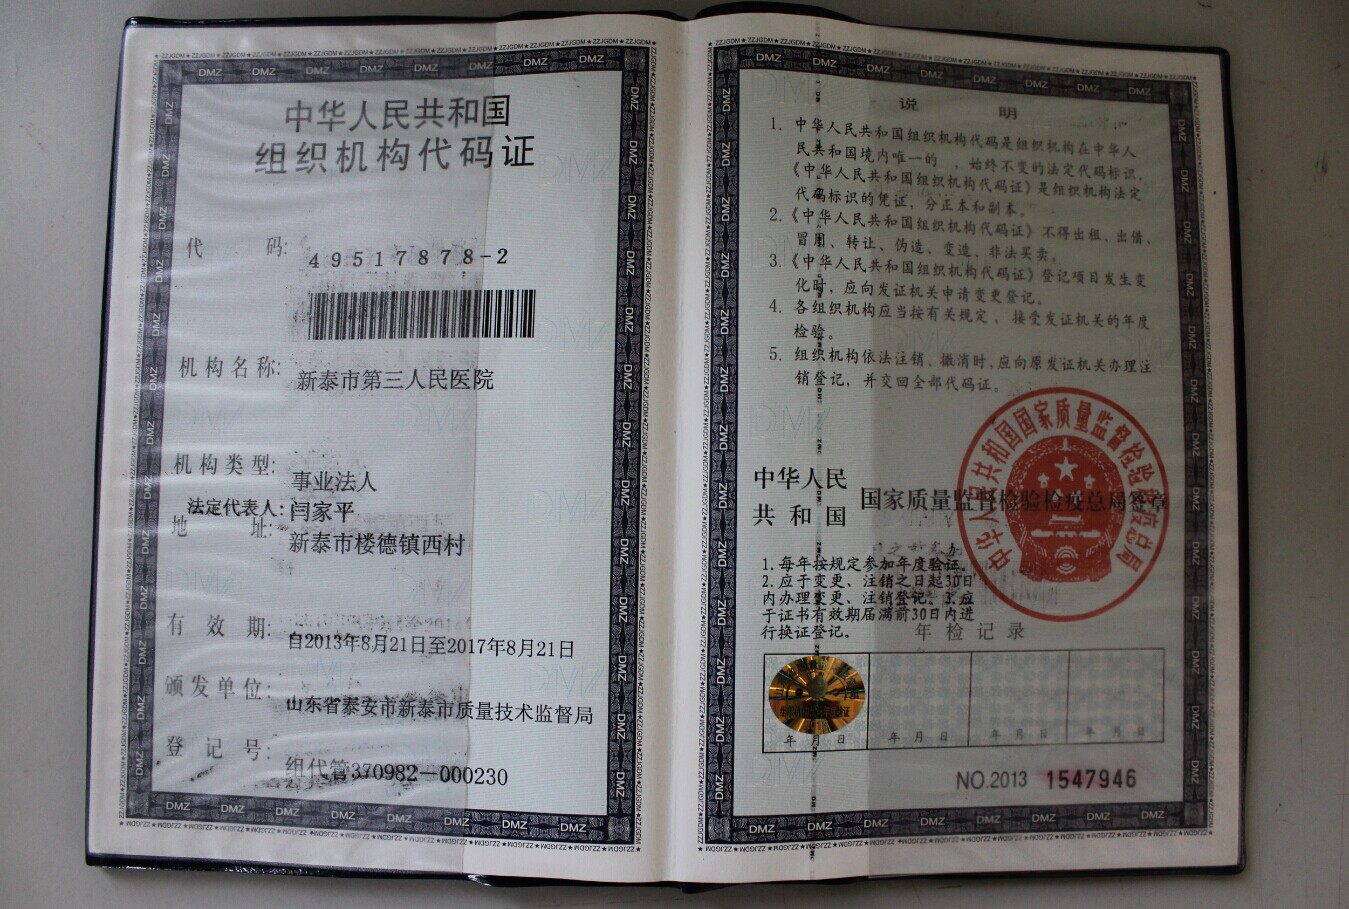 中华人民共和国
组织机构代码证
代 码: 49517878-2
机构名称: 新泰市第三人民医院
机构类型: 事业法人
法定代表人: 闫家平
地 址: 新泰市楼德镇西村
有 效 期: 自2013年8月21日至2017年8月21日
颁发单位: 山东省泰安市新泰市质量技术监督局
登 记 号: 组代管370982-000230
说 明
1. 中华人民共和国组织机构代码是组织机构在中华人
民共和国境内唯一的 、始终不变的法定代码标识,
《中华人民共和国组织机构代码证》是组织机构法定
代码标识的凭证,分正本和副本。
2.《中华人民共和国组织机构代码证》不得出租、出借、
冒用、转让、伪造、变造、非法买卖。
3.《中华人民共和国组织机构代码证》登记项目发生变
化时,应向发证机关申请变更登记。
4. 各组织机构应当按有关规定, 接受发证机关的年度
检验。
5. 组织机构依法注销、撤消时,应向原发证机关办理注
销登记,并交回全部代码证。
中华人民
共和国 国家质量监督检验检疫总局签章
中华人民共和国国家质量监督检验检疫总局
1.每年按规定参加年度验证。
2.应于变更、注销之日起30日
内办理变更、注销登记。3.应
于证书有效期届满前30日内进
行换证登记。
年 检 记 录
年 月 日 年 月 日 年 月 日 年 月 日
NO.2013 1547946